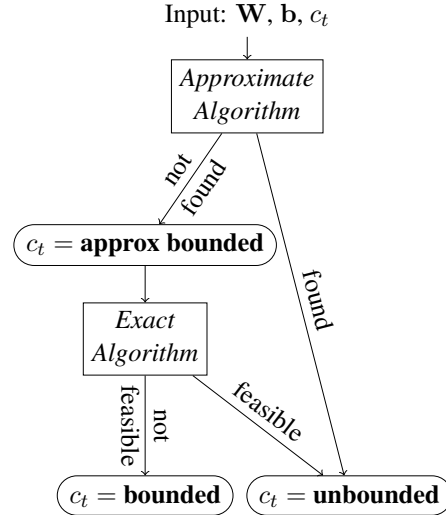 Input: W, b, c_t
Approximate
Algorithm
not
found
found
c_t = approx bounded
Exact
Algorithm
not
feasible
feasible
c_t = bounded
c_t = unbounded